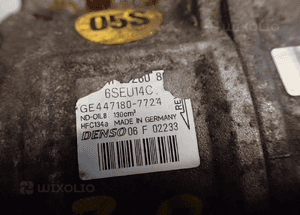 05S
6SEU14C
GE447180-7724
ND-OIL8 130cm³
HFC134a MADE IN GERMANY
DENSO 06 F 02233
WIXOLIO